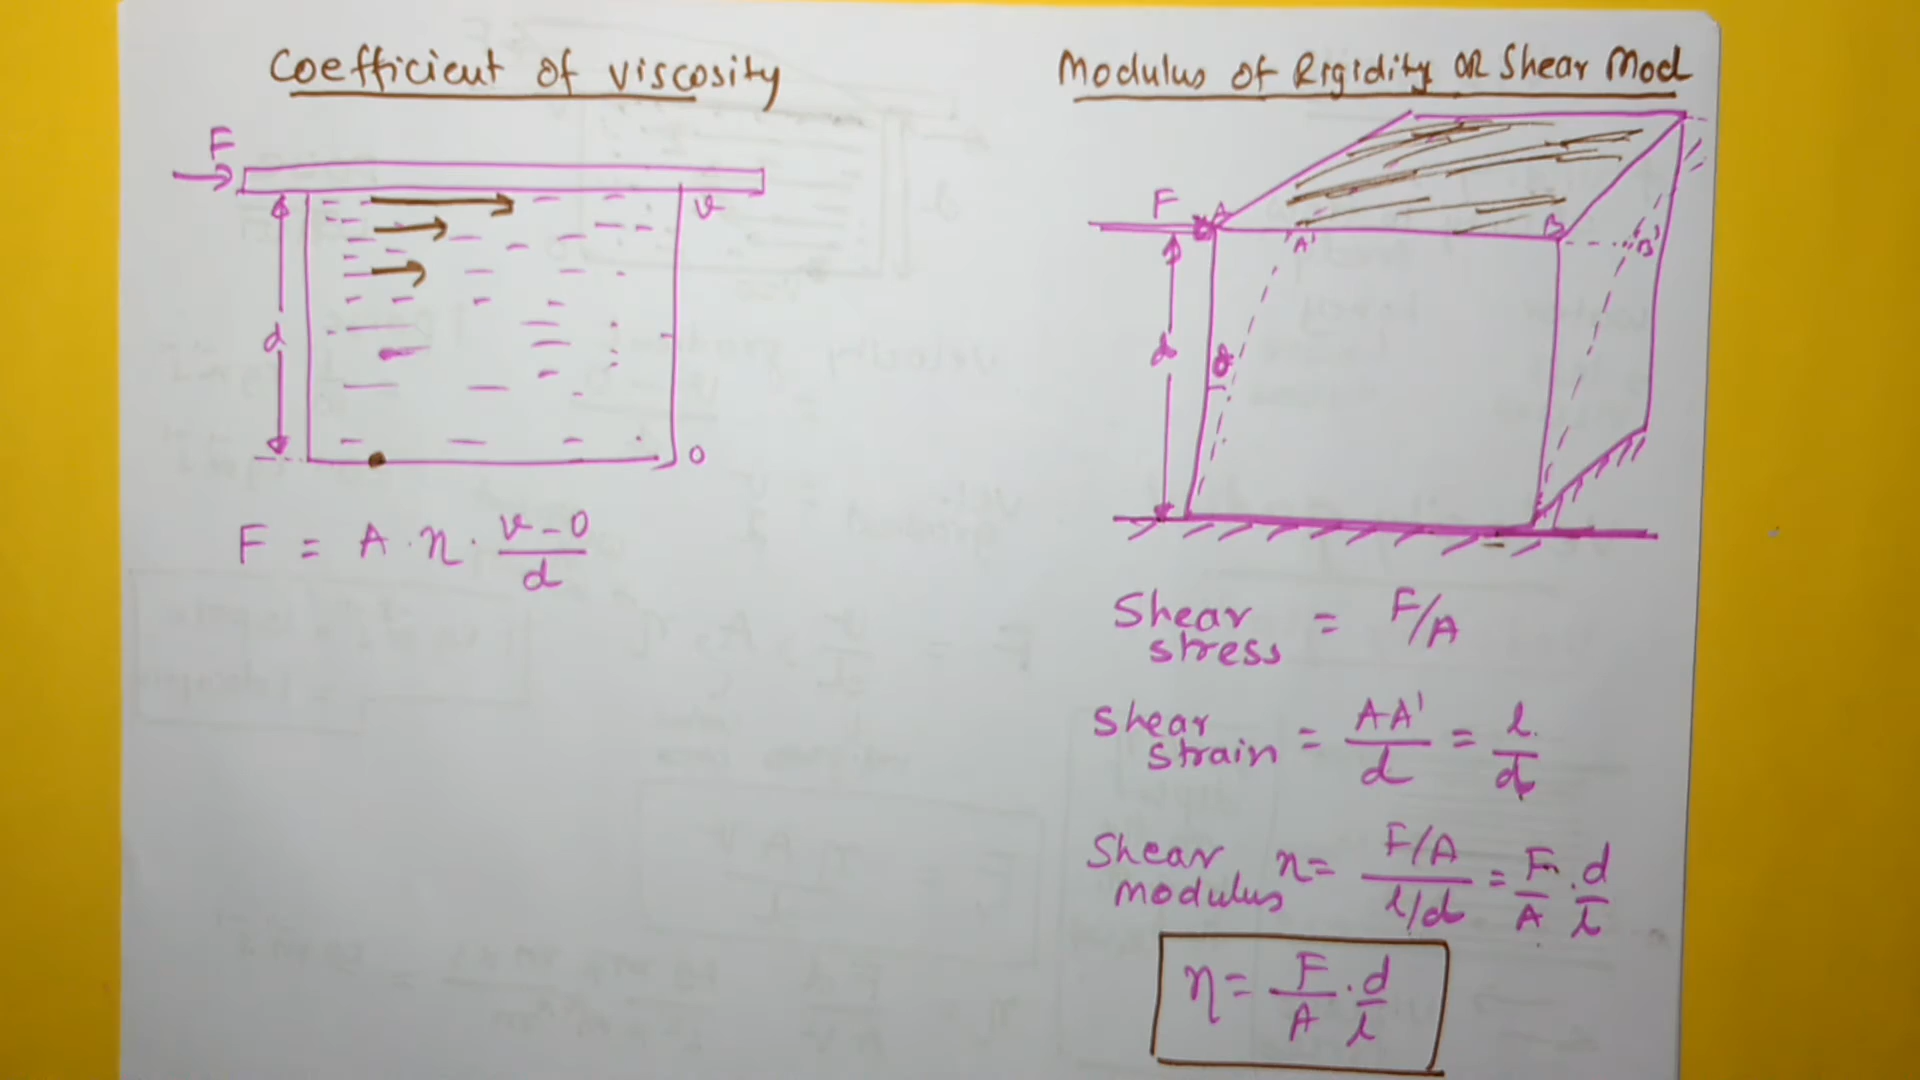 Coefficient of viscosity
F
v
d
0
F = A . η . v - 0 / d
Modulus of Rigidity OR Shear Mod
F A B
A' B'
d θ
Shear stress = F/A
Shear strain = AA'/d = l/d
Shear modulus η = F/A / l/d = F/A . d/l
η = F/A . d/l